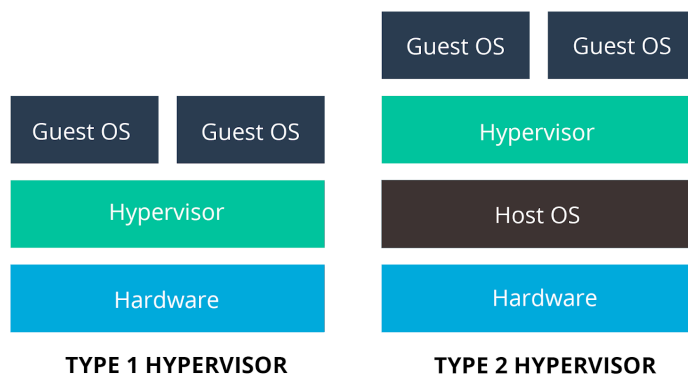 Guest OS
Guest OS
Hypervisor
Hardware
TYPE 1 HYPERVISOR
Guest OS
Guest OS
Hypervisor
Host OS
Hardware
TYPE 2 HYPERVISOR